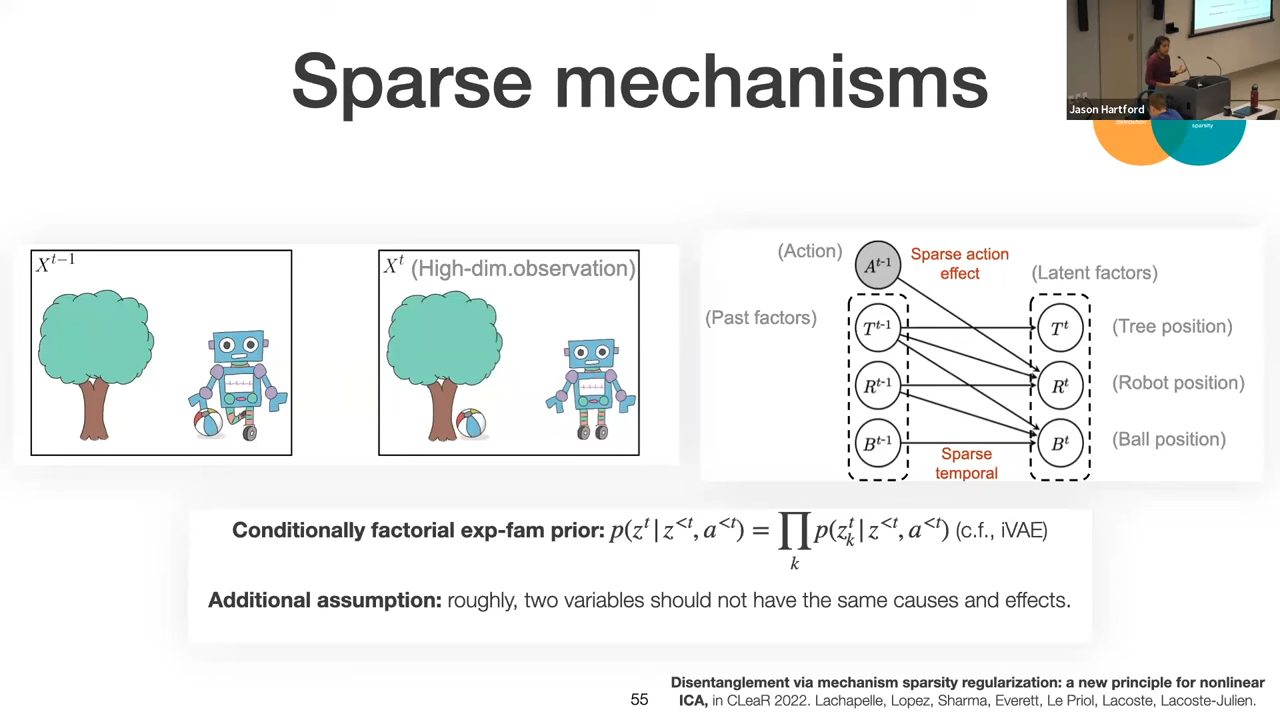 Sparse mechanisms
Jason Hartford
sparsity
X^{t-1}
X^t (High-dim.observation)
(Action)
A^{t-1}
Sparse action
effect
(Latent factors)
(Past factors)
T^{t-1}
T^t
(Tree position)
R^{t-1}
R^t
(Robot position)
B^{t-1}
B^t
(Ball position)
Sparse
temporal
Conditionally factorial exp-fam prior: p(z^t | z^{<t}, a^{<t}) = ∏_k p(z_k^t | z^{<t}, a^{<t}) (c.f., iVAE)
Additional assumption: roughly, two variables should not have the same causes and effects.
Disentanglement via mechanism sparsity regularization: a new principle for nonlinear
55 ICA, in CLeaR 2022. Lachapelle, Lopez, Sharma, Everett, Le Priol, Lacoste, Lacoste-Julien.